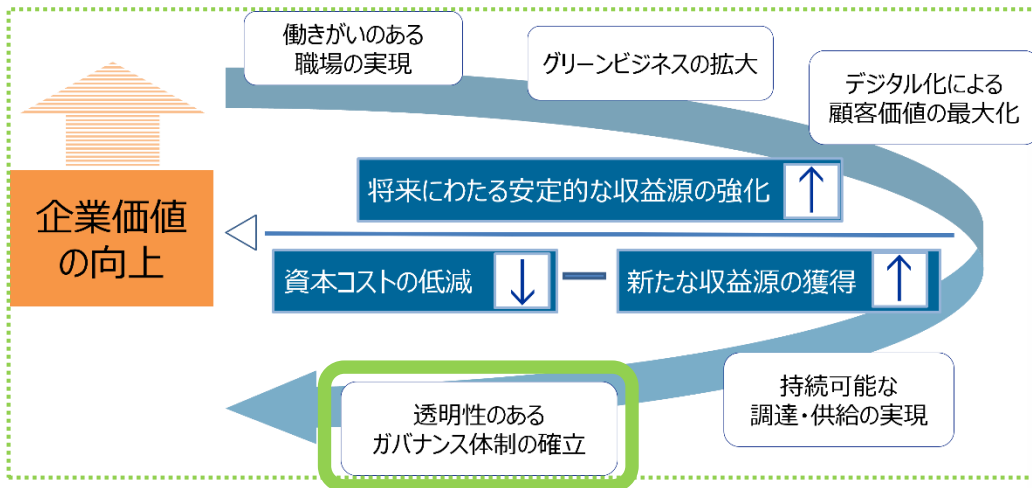 働きがいのある
職場の実現
グリーンビジネスの拡大
デジタル化による
顧客価値の最大化
将来にわたる安定的な収益源の強化
企業価値
の向上
資本コストの低減
新たな収益源の獲得
持続可能な
調達・供給の実現
透明性のある
ガバナンス体制の確立